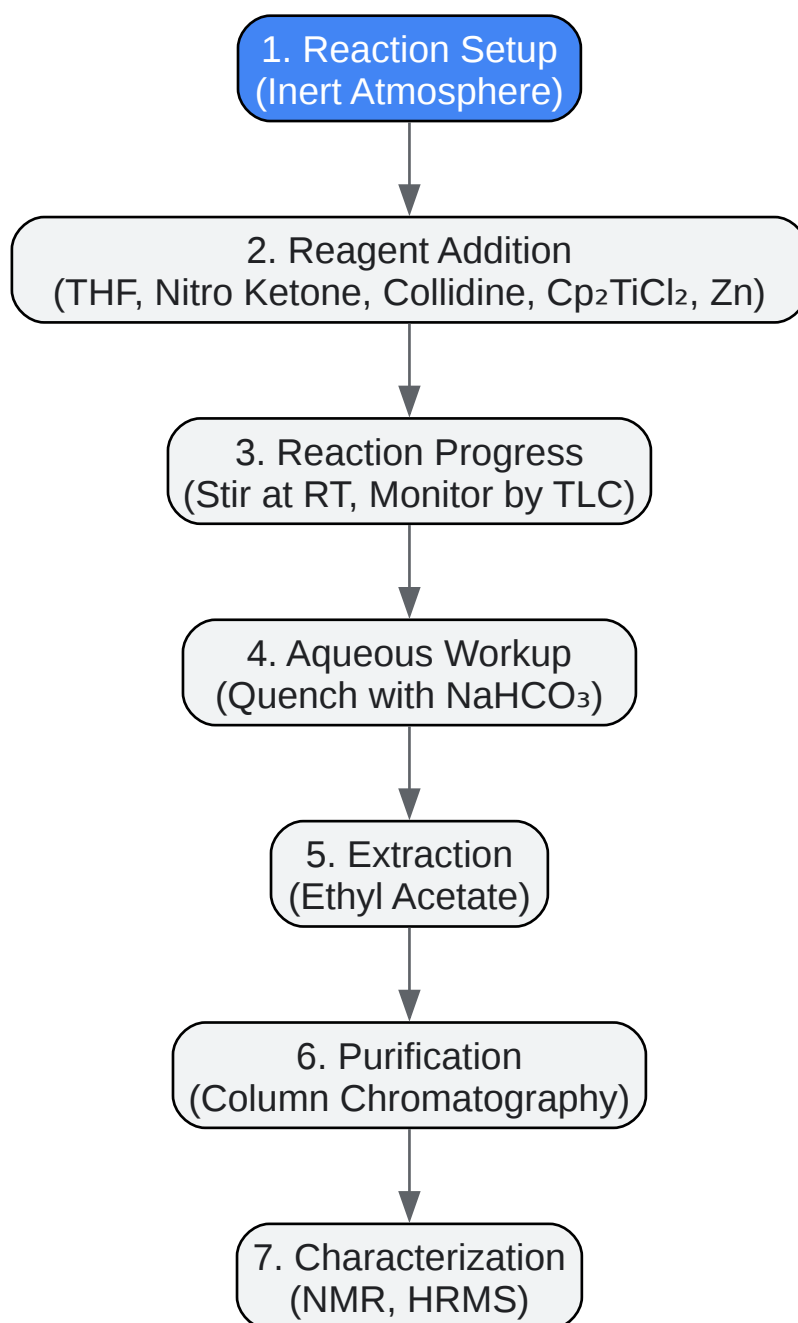 1. Reaction Setup
(Inert Atmosphere)
2. Reagent Addition
(THF, Nitro Ketone, Collidine, Cp₂TiCl₂, Zn)
3. Reaction Progress
(Stir at RT, Monitor by TLC)
4. Aqueous Workup
(Quench with NaHCO₃)
5. Extraction
(Ethyl Acetate)
6. Purification
(Column Chromatography)
7. Characterization
(NMR, HRMS)